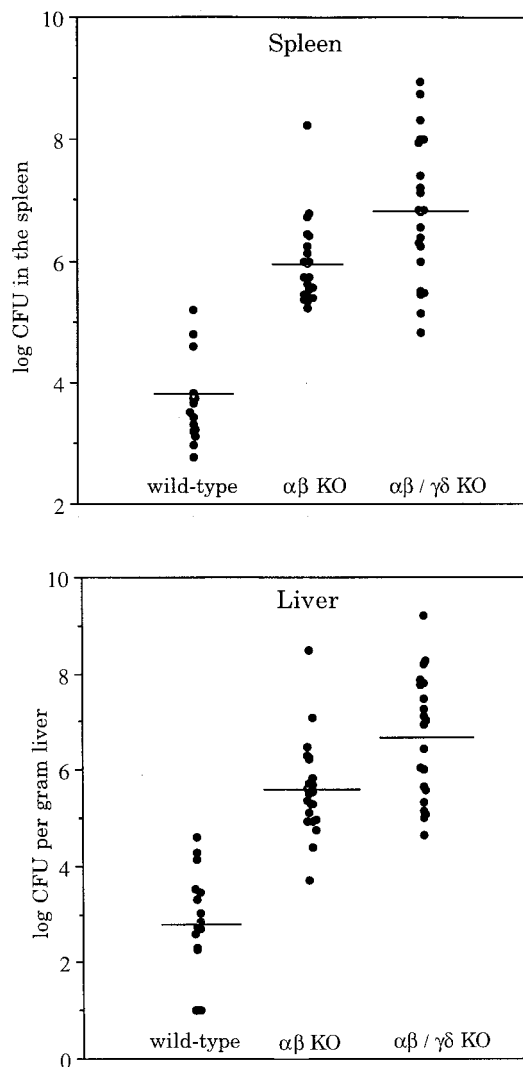 Spleen
log CFU in the spleen
10
8
6
4
2
wild-type αβ KO αβ / γδ KO
Liver
log CFU per gram liver
10
8
6
4
2
0
wild-type αβ KO αβ / γδ KO